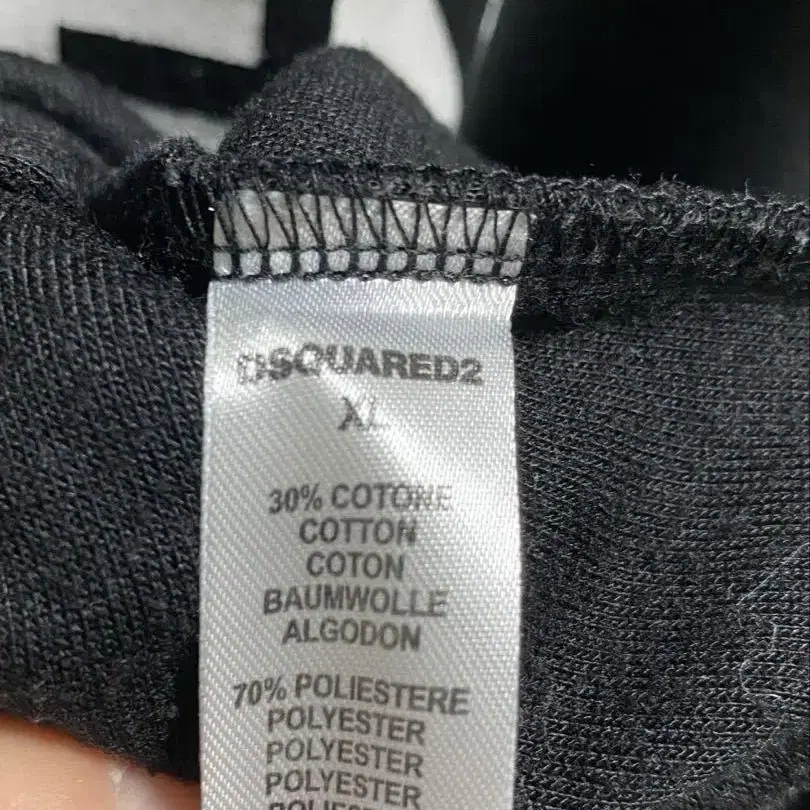 DSQUARED2
XL
30% COTONE
COTTON
COTON
BAUMWOLLE
ALGODON
70% POLIESTERE
POLYESTER
POLYESTER
POLYESTER